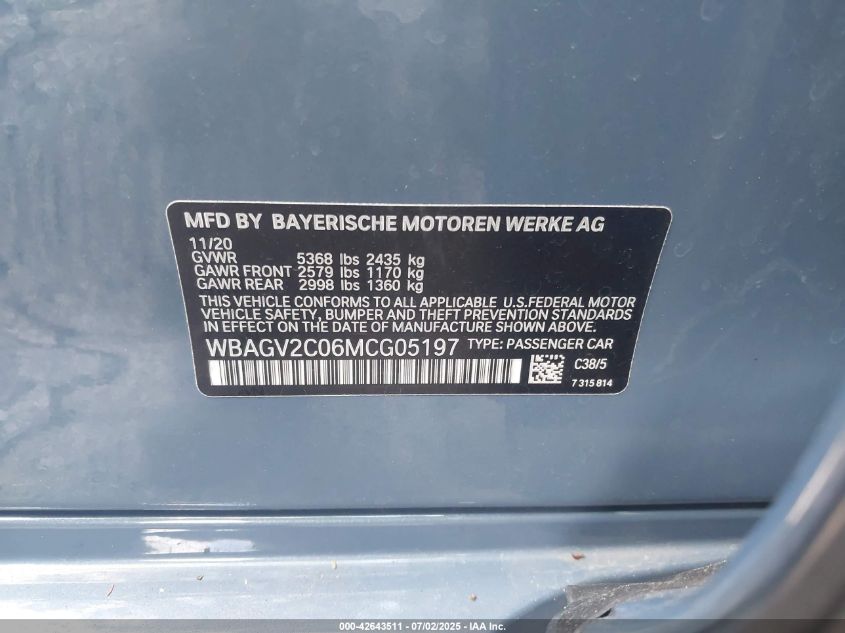 MFD BY BAYERISCHE MOTOREN WERKE AG
11/20
GVWR 5368 lbs 2435 kg
GAWR FRONT 2579 lbs 1170 kg
GAWR REAR 2998 lbs 1360 kg
THIS VEHICLE CONFORMS TO ALL APPLICABLE U.S.FEDERAL MOTOR
VEHICLE SAFETY, BUMPER AND THEFT PREVENTION STANDARDS
IN EFFECT ON THE DATE OF MANUFACTURE SHOWN ABOVE.
WBAGV2C06MCG05197 TYPE: PASSENGER CAR
C38/5
7 315 814
000-42643511 - 07/02/2025 - IAA Inc.